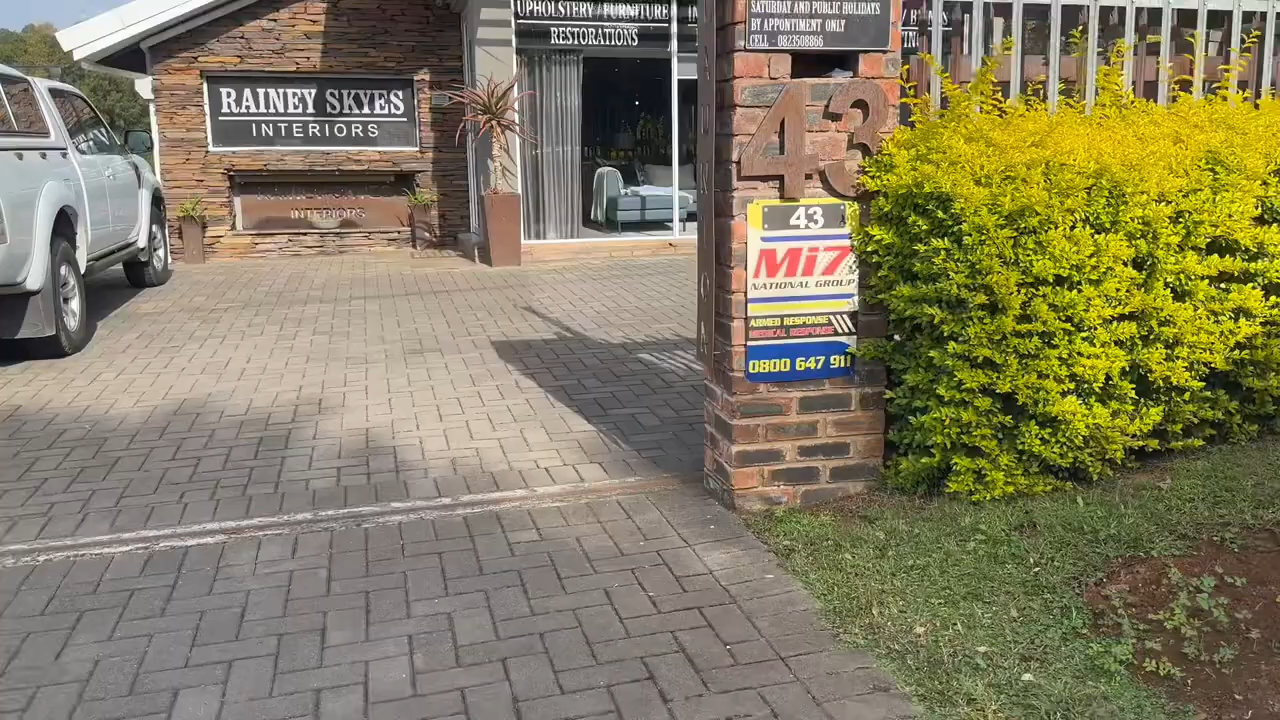 UPHOLSTERY / FURNITURE
RESTORATIONS
SATURDAY AND PUBLIC HOLIDAYS
BY APPOINTMENT ONLY
CELL - 0823508866
RAINEY SKYES
INTERIORS
INTERIORS
43
43
Mi7
NATIONAL GROUP
ARMED RESPONSE
MEDICAL RESPONSE
0800 647 911